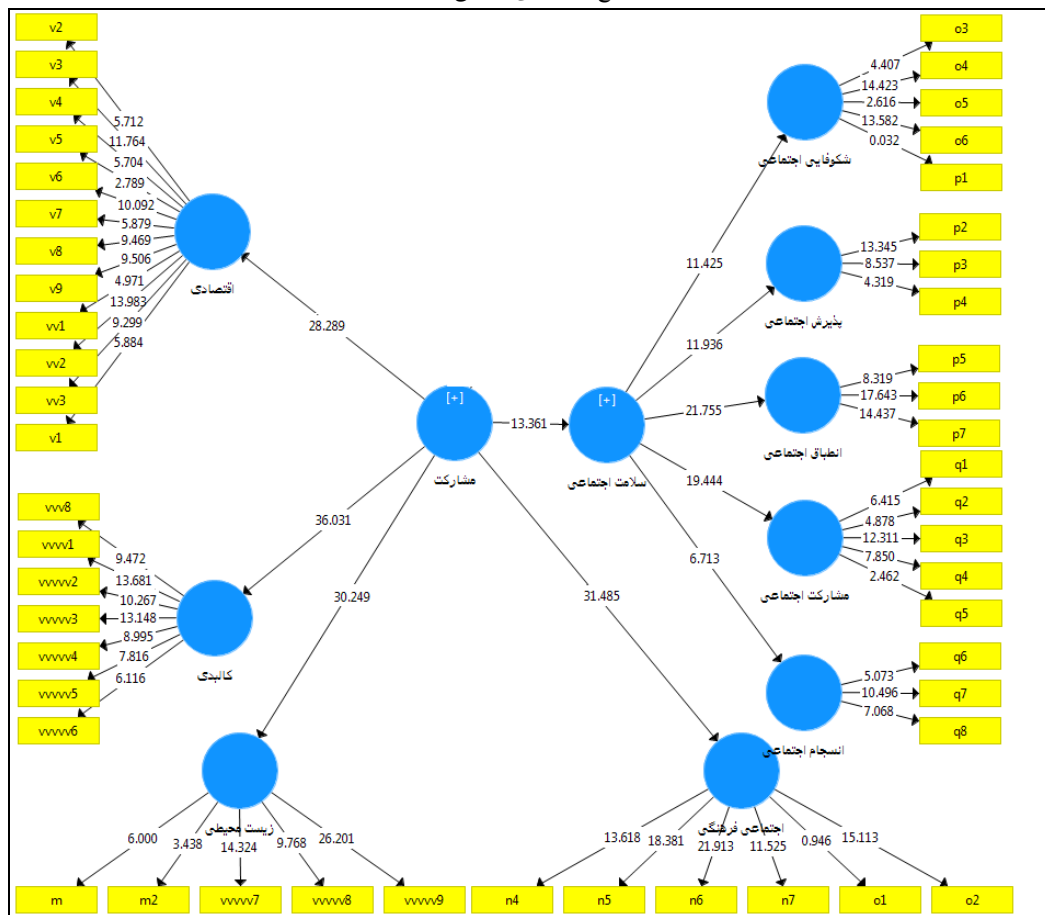 v2
v3
v4
v5
v6
v7
v8
v9
vv1
vv2
vv3
v1
5.712
11.764
5.704
2.789
10.092
5.879
9.469
9.506
4.971
13.983
9.299
5.884
اقتصادی
28.289
[+]
مشارکت
13.361
[+]
سلامت اجتماعی
11.425
11.936
21.755
19.444
6.713
شکوفایی اجتماعی
4.407
14.423
2.616
13.582
0.032
o3
o4
o5
o6
p1
پذیرش اجتماعی
13.345
8.537
4.319
p2
p3
p4
انطباق اجتماعی
8.319
17.643
14.437
p5
p6
p7
مشارکت اجتماعی
6.415
4.878
12.311
7.850
2.462
q1
q2
q3
q4
q5
انسجام اجتماعی
5.073
10.496
7.068
q6
q7
q8
36.031
30.249
31.485
vvv8
vvvv1
vvvvv2
vvvvv3
vvvvv4
vvvvv5
vvvvv6
9.472
13.681
10.267
13.148
8.995
7.816
6.116
کالبدی
زیست محیطی
6.000
3.438
14.324
9.768
26.201
m
m2
vvvvv7
vvvvv8
vvvvv9
اجتماعی فرهنگی
13.618
18.381
21.913
11.525
0.946
15.113
n4
n5
n6
n7
o1
o2